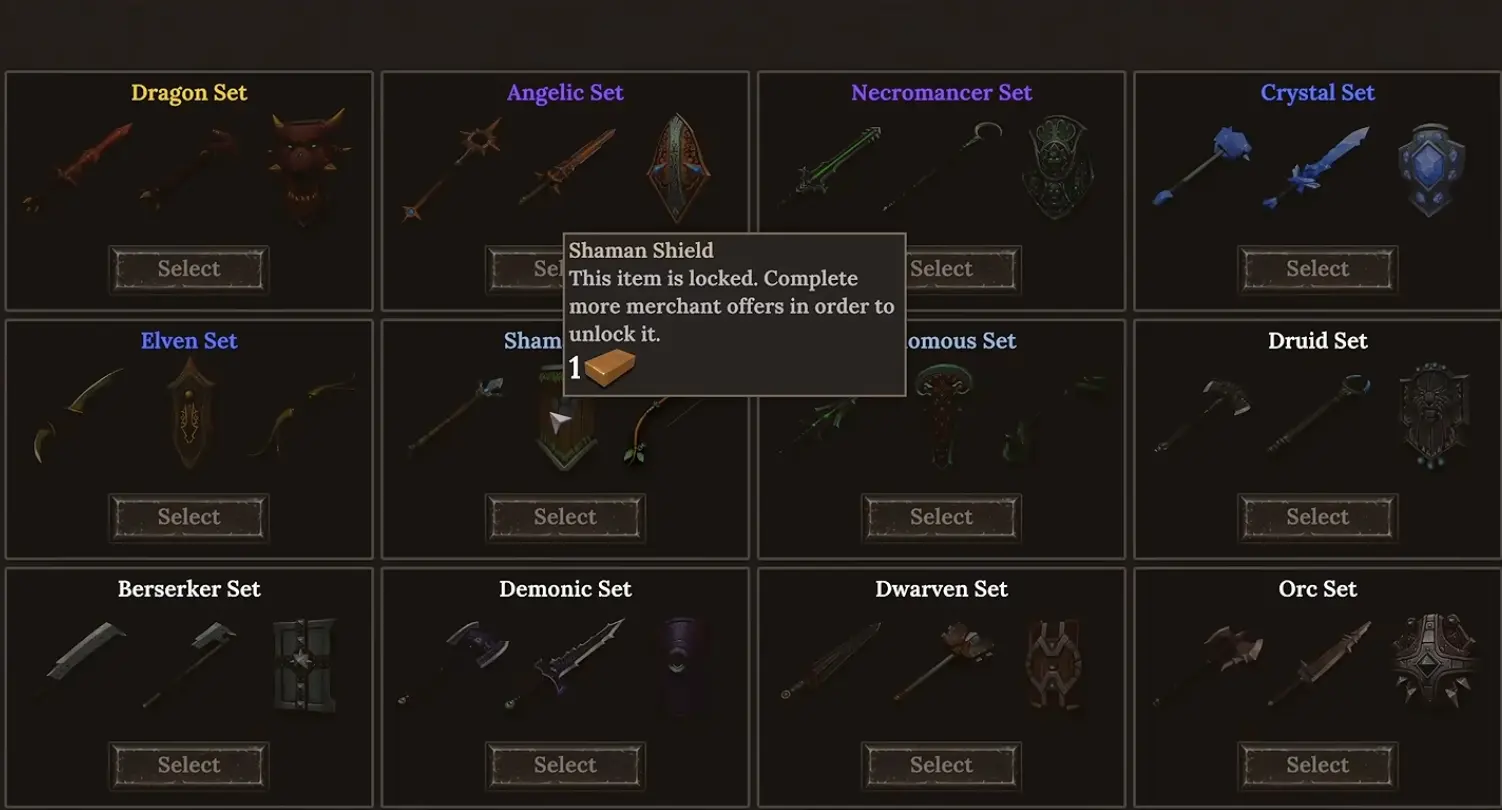 Dragon Set
Angelic Set
Necromancer Set
Crystal Set
Select
Sel
Select
Select
Shaman Shield
This item is locked. Complete
more merchant offers in order to
unlock it.
1
Elven Set
Sham
omous Set
Druid Set
Select
Select
Select
Select
Berserker Set
Demonic Set
Dwarven Set
Orc Set
Select
Select
Select
Select